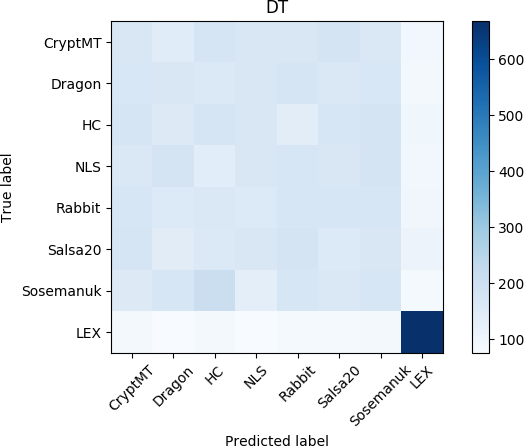 DT
True label
CryptMT
Dragon
HC
NLS
Rabbit
Salsa20
Sosemanuk
LEX
CryptMT
Dragon
HC
NLS
Rabbit
Salsa20
Sosemanuk
LEX
Predicted label
600
500
400
300
200
100